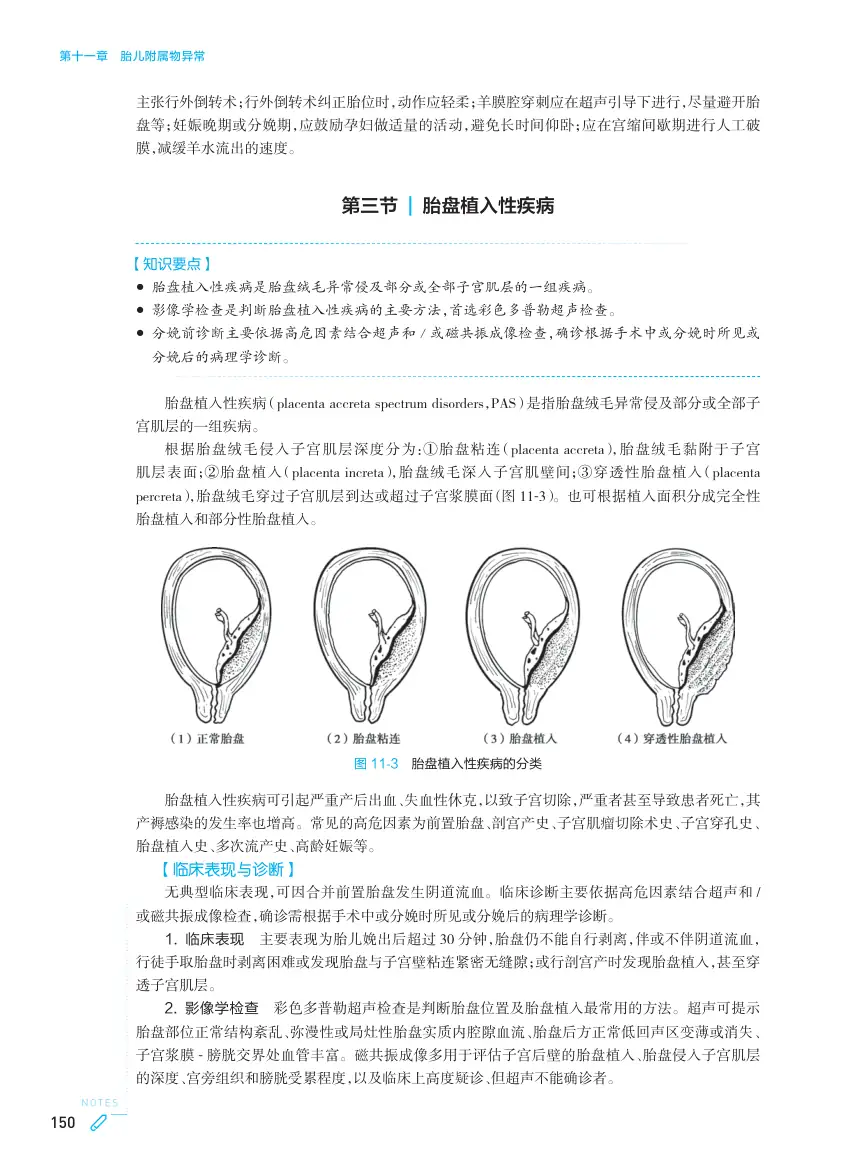 第十一章 胎儿附属物异常
主张行外倒转术;行外倒转术纠正胎位时,动作应轻柔;羊膜腔穿刺应在超声引导下进行,尽量避开胎
盘等;妊娠晚期或分娩期,应鼓励孕妇做适量的活动,避免长时间仰卧;应在宫缩间歇期进行人工破
膜,减缓羊水流出的速度。
第三节 | 胎盘植入性疾病
【知识要点】
● 胎盘植入性疾病是胎盘绒毛异常侵及部分或全部子宫肌层的一组疾病。
● 影像学检查是判断胎盘植入性疾病的主要方法,首选彩色多普勒超声检查。
● 分娩前诊断主要依据高危因素结合超声和 / 或磁共振成像检查,确诊根据手术中或分娩时所见或
分娩后的病理学诊断。
胎盘植入性疾病(placenta accreta spectrum disorders,PAS)是指胎盘绒毛异常侵及部分或全部子
宫肌层的一组疾病。
根据胎盘绒毛侵入子宫肌层深度分为:①胎盘粘连(placenta accreta),胎盘绒毛黏附于子宫
肌层表面;②胎盘植入(placenta increta),胎盘绒毛深入子宫肌壁间;③穿透性胎盘植入(placenta
percreta),胎盘绒毛穿过子宫肌层到达或超过子宫浆膜面(图 11-3)。也可根据植入面积分成完全性
胎盘植入和部分性胎盘植入。
(1)正常胎盘 (2)胎盘粘连 (3)胎盘植入 (4)穿透性胎盘植入
图 11-3 胎盘植入性疾病的分类
胎盘植入性疾病可引起严重产后出血、失血性休克,以致子宫切除,严重者甚至导致患者死亡,其
产褥感染的发生率也增高。常见的高危因素为前置胎盘、剖宫产史、子宫肌瘤切除术史、子宫穿孔史、
胎盘植入史、多次流产史、高龄妊娠等。
【临床表现与诊断】
无典型临床表现,可因合并前置胎盘发生阴道流血。临床诊断主要依据高危因素结合超声和 /
或磁共振成像检查,确诊需根据手术中或分娩时所见或分娩后的病理学诊断。
1. 临床表现 主要表现为胎儿娩出后超过 30 分钟,胎盘仍不能自行剥离,伴或不伴阴道流血,
行徒手取胎盘时剥离困难或发现胎盘与子宫壁粘连紧密无缝隙;或行剖宫产时发现胎盘植入,甚至穿
透子宫肌层。
2. 影像学检查 彩色多普勒超声检查是判断胎盘位置及胎盘植入最常用的方法。超声可提示
胎盘部位正常结构紊乱、弥漫性或局灶性胎盘实质内腔隙血流、胎盘后方正常低回声区变薄或消失、
子宫浆膜 - 膀胱交界处血管丰富。磁共振成像多用于评估子宫后壁的胎盘植入、胎盘侵入子宫肌层
的深度、宫旁组织和膀胱受累程度,以及临床上高度疑诊、但超声不能确诊者。
NOTES
150